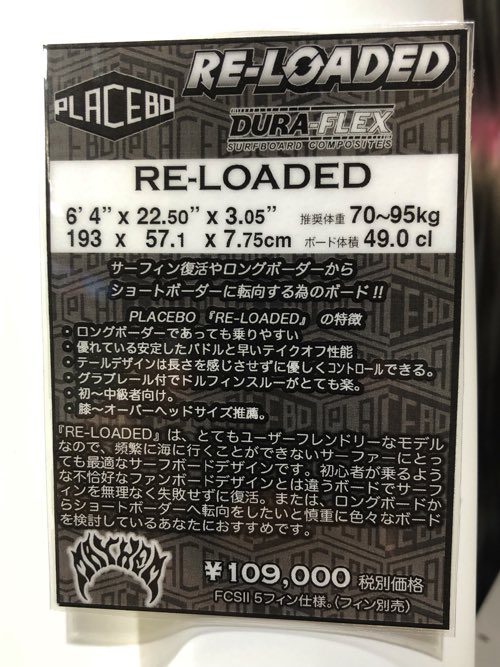 PLACEBO
RE-LOADED
DURA-FLEX
SURFBOARD COMPOSITES
RE-LOADED
6' 4" x 22.50" x 3.05" 推奨体重 70~95kg
193 x 57.1 x 7.75cm ボード体積 49.0 cl
サーフィン復活やロングボーダーから
ショートボーダーに転向する為のボード!!
PLACEBO 『RE-LOADED』 の特徴
・ロングボーダーであっても乗りやすい
・優れている安定したパドルと早いテイクオフ性能
・テールデザインは長さを感じさせずに優しくコントロールできる。
・グラブレール付でドルフィンスルーがとても楽。
・初〜中級者向け。
・膝〜オーバーヘッドサイズ推薦。
『RE-LOADED』は、とてもユーザーフレンドリーなモデル
なので、頻繁に海に行くことができないサーファーにとっ
ても最適なサーフボードデザインです。初心者が乗るよう
な不恰好なファンボードデザインとは違うボードでサーフ
ィンを無理なく失敗せずに復活。または、ロングボードか
らショートボードへ転向をしたいと慎重に色々なボード
を検討しているあなたにおすすめです。
MAYHEM
¥109,000 税別価格
FCSII 5フィン仕様。(フィン別売)